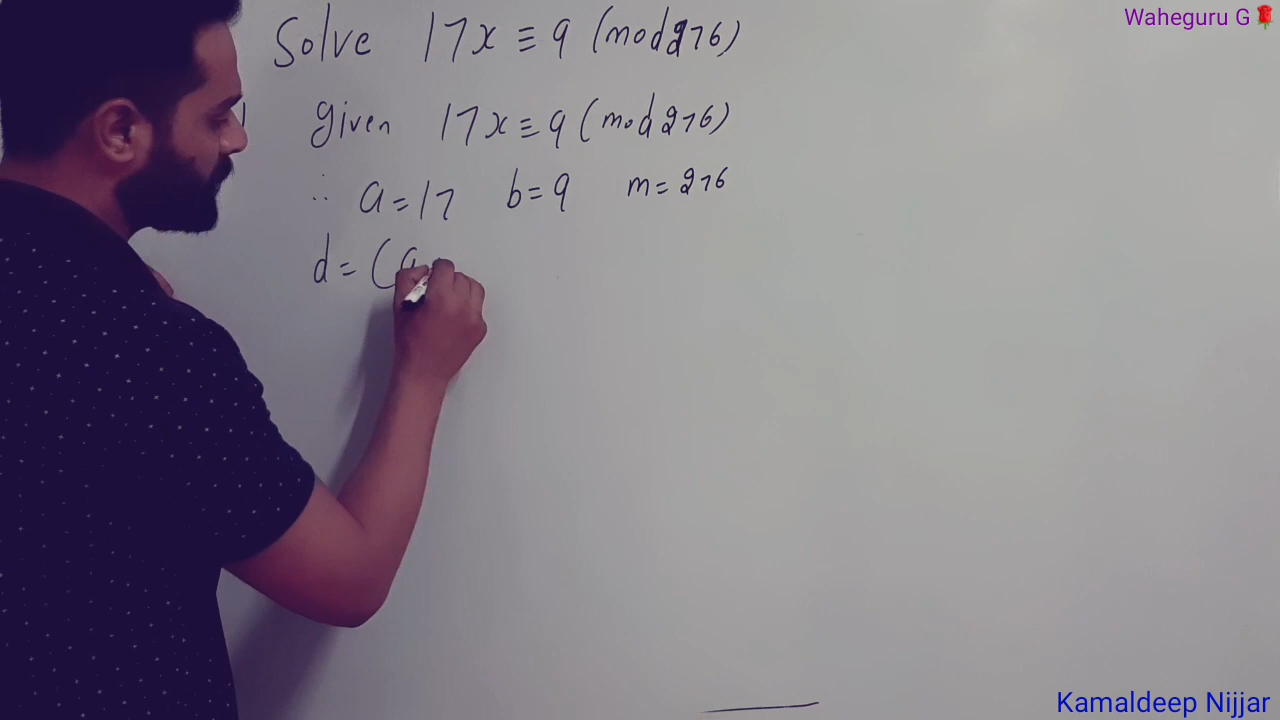 Waheguru G🌹
Solve 17x ≡ 9 (mod 276)
given 17x ≡ 9 (mod 276)
∴ a = 17 b = 9 m = 276
d = (a
Kamaldeep Nijjar